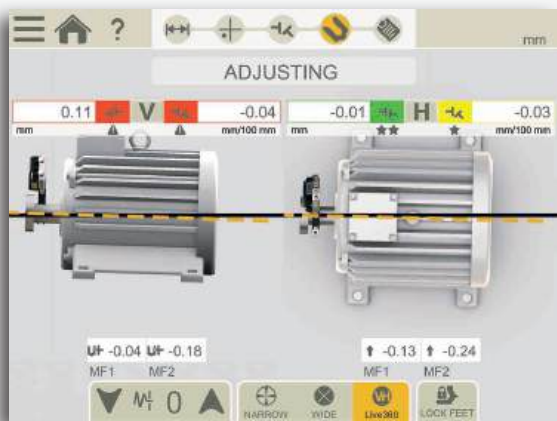 ?
mm
ADJUSTING
0.11 V -0.04
-0.01 H -0.03
mm mm/100 mm
mm mm/100 mm
-0.04 -0.18
MF1 MF2
-0.13 -0.24
MF1 MF2
0
NARROW WIDE Live360 LOCK FEET
VH